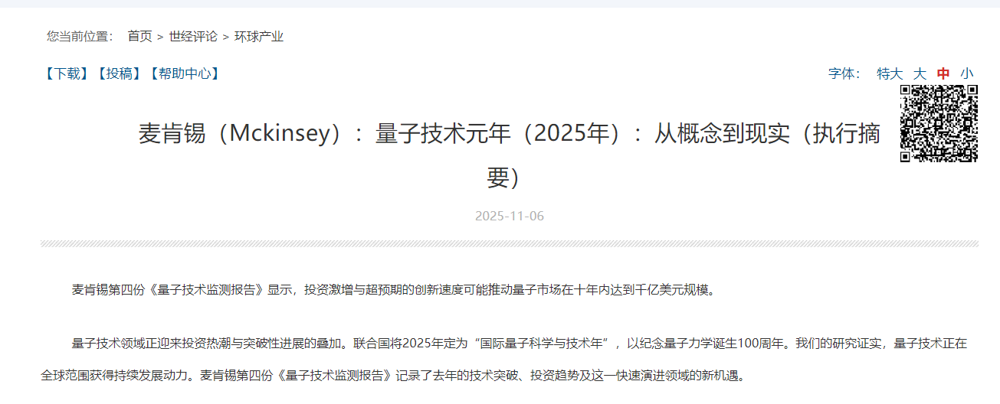 您当前位置： 首页 > 世经评论 > 环球产业
【下载】【投稿】【帮助中心】 字体： 特大 大 中 小
麦肯锡（Mckinsey）：量子技术元年（2025年）：从概念到现实（执行摘
要）
2025-11-06
麦肯锡第四份《量子技术监测报告》显示，投资激增与超预期的创新速度可能推动量子市场在十年内达到千亿美元规模。
量子技术领域正迎来投资热潮与突破性进展的叠加。联合国将2025年定为“国际量子科学与技术年”，以纪念量子力学诞生100周年。我们的研究证实，量子技术正在
全球范围获得持续发展动力。麦肯锡第四份《量子技术监测报告》记录了去年的技术突破、投资趋势及这一快速演进领域的新机遇。